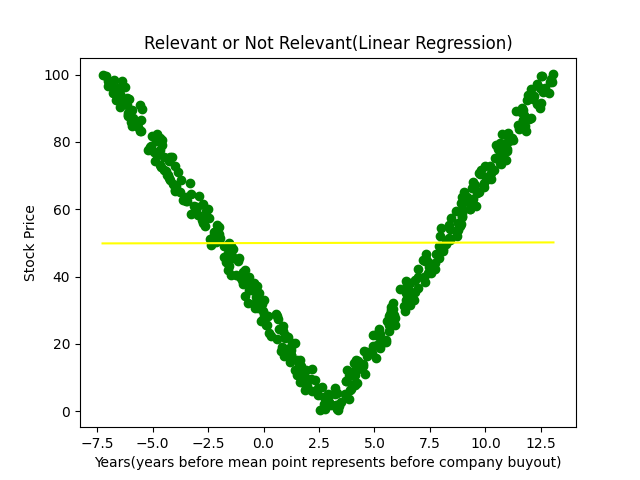 Relevant or Not Relevant(Linear Regression)
Stock Price
100
80
60
40
20
0
−7.5 −5.0 −2.5 0.0 2.5 5.0 7.5 10.0 12.5
Years(years before mean point represents before company buyout)